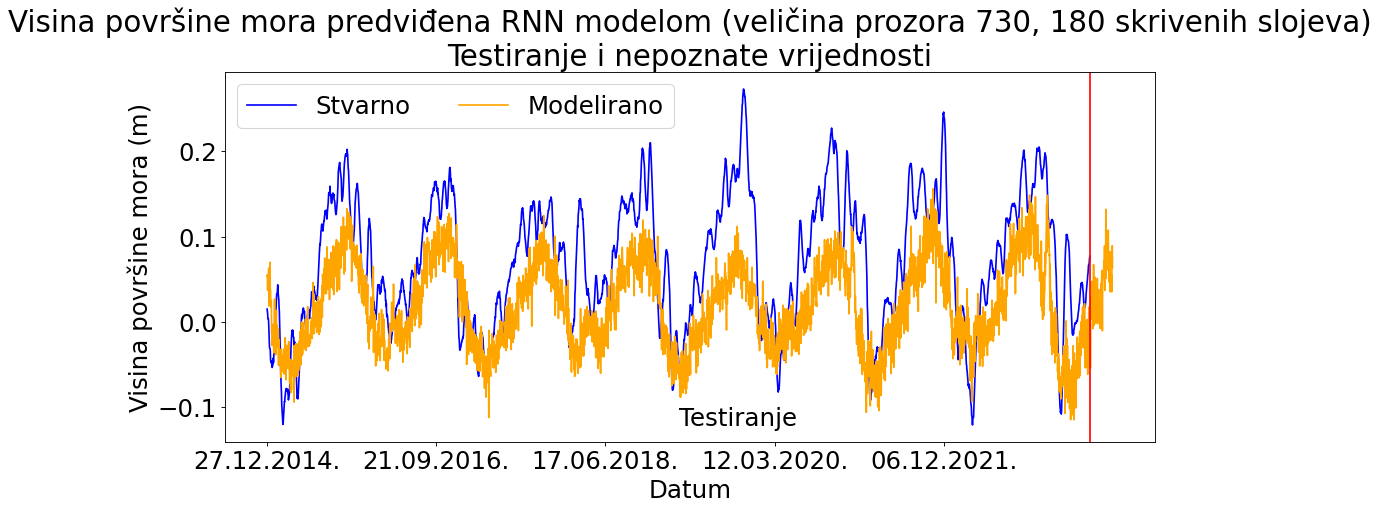 Visina površine mora predviđena RNN modelom (veličina prozora 730, 180 skrivenih slojeva)
Testiranje i nepoznate vrijednosti
Stvarno
Modelirano
Visina površine mora (m)
0.2
0.1
0.0
−0.1
Testiranje
27.12.2014.
21.09.2016.
17.06.2018.
12.03.2020.
06.12.2021.
Datum